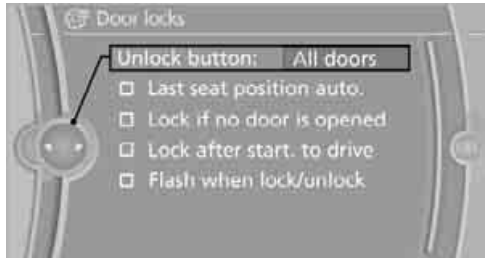 Door locks
Unlock button: All doors
Last seat position auto.
Lock if no door is opened
Lock after start. to drive
Flash when lock/unlock